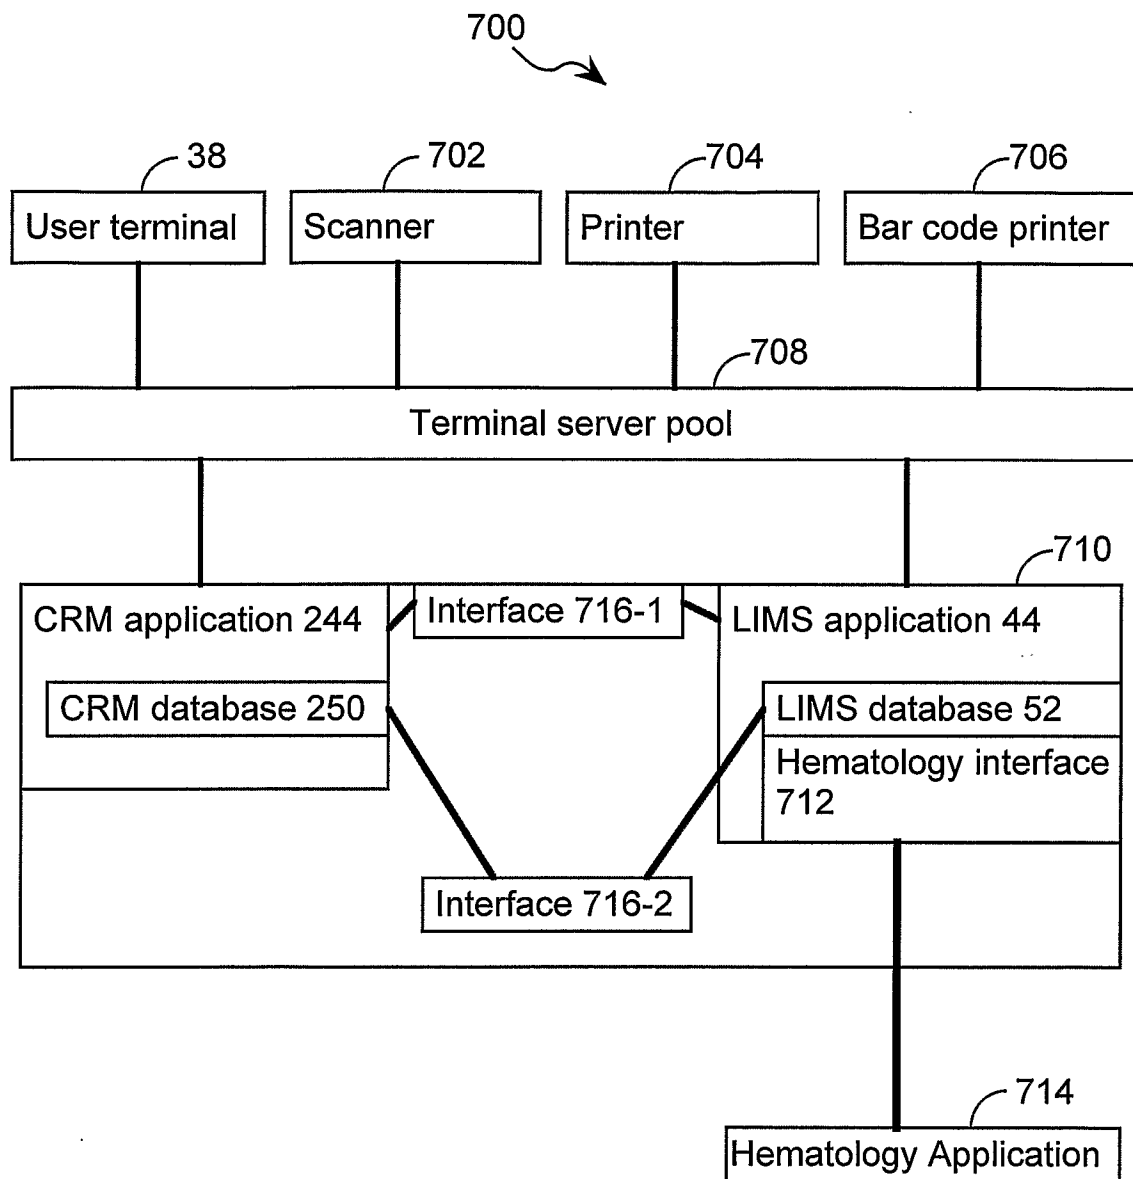 700
38
702
704
706
User terminal
Scanner
Printer
Bar code printer
708
Terminal server pool
710
CRM application 244
Interface 716-1
LIMS application 44
CRM database 250
LIMS database 52
Hematology interface
712
Interface 716-2
714
Hematology Application